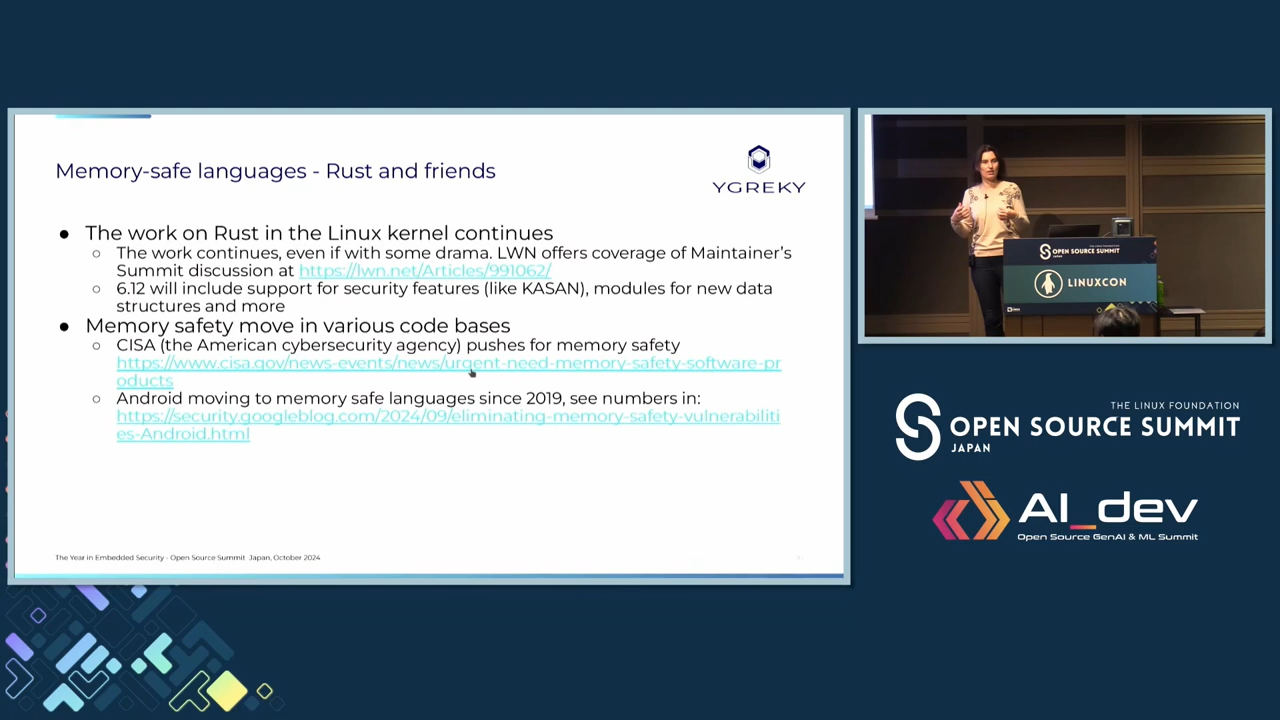 Memory-safe languages - Rust and friends
YGREKY
● The work on Rust in the Linux kernel continues
○ The work continues, even if with some drama. LWN offers coverage of Maintainer's
Summit discussion at https://lwn.net/Articles/991062/
○ 6.12 will include support for security features (like KASAN), modules for new data
structures and more
● Memory safety move in various code bases
○ CISA (the American cybersecurity agency) pushes for memory safety
https://www.cisa.gov/news-events/news/urgent-need-memory-safety-software-pr
oducts
○ Android moving to memory safe languages since 2019, see numbers in:
https://security.googleblog.com/2024/09/eliminating-memory-safety-vulnerabiliti
es-Android.html
The Year in Embedded Security - Open Source Summit Japan, October 2024
OPEN SOURCE SUMMIT
JAPAN
LINUXCON
THE LINUX FOUNDATION
OPEN SOURCE SUMMIT
JAPAN
AI_dev
Open Source GenAI & ML Summit